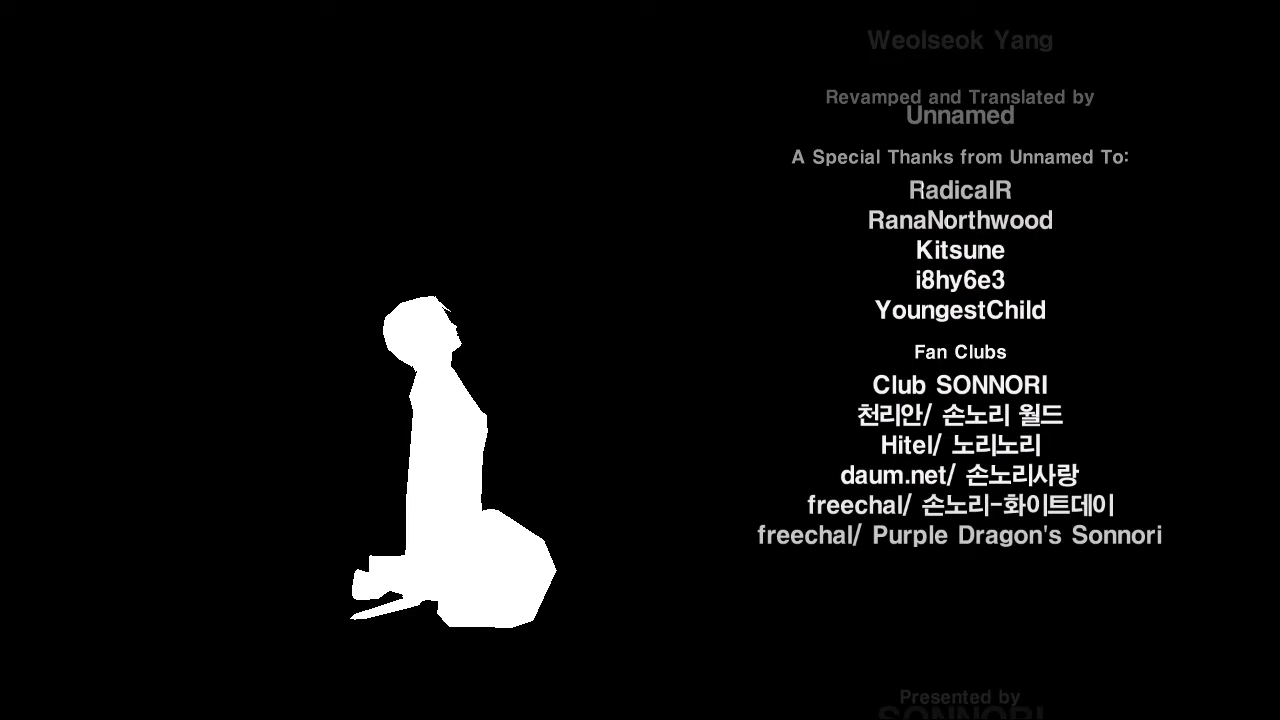 Weolseok Yang
Revamped and Translated by
Unnamed
A Special Thanks from Unnamed To:
RadicalR
RanaNorthwood
Kitsune
i8hy6e3
YoungestChild
Fan Clubs
Club SONNORI
천리안/ 손노리 월드
Hitel/ 노리노리
daum.net/ 손노리사랑
freechal/ 손노리-화이트데이
freechal/ Purple Dragon's Sonnori
Presented by
SONNORI